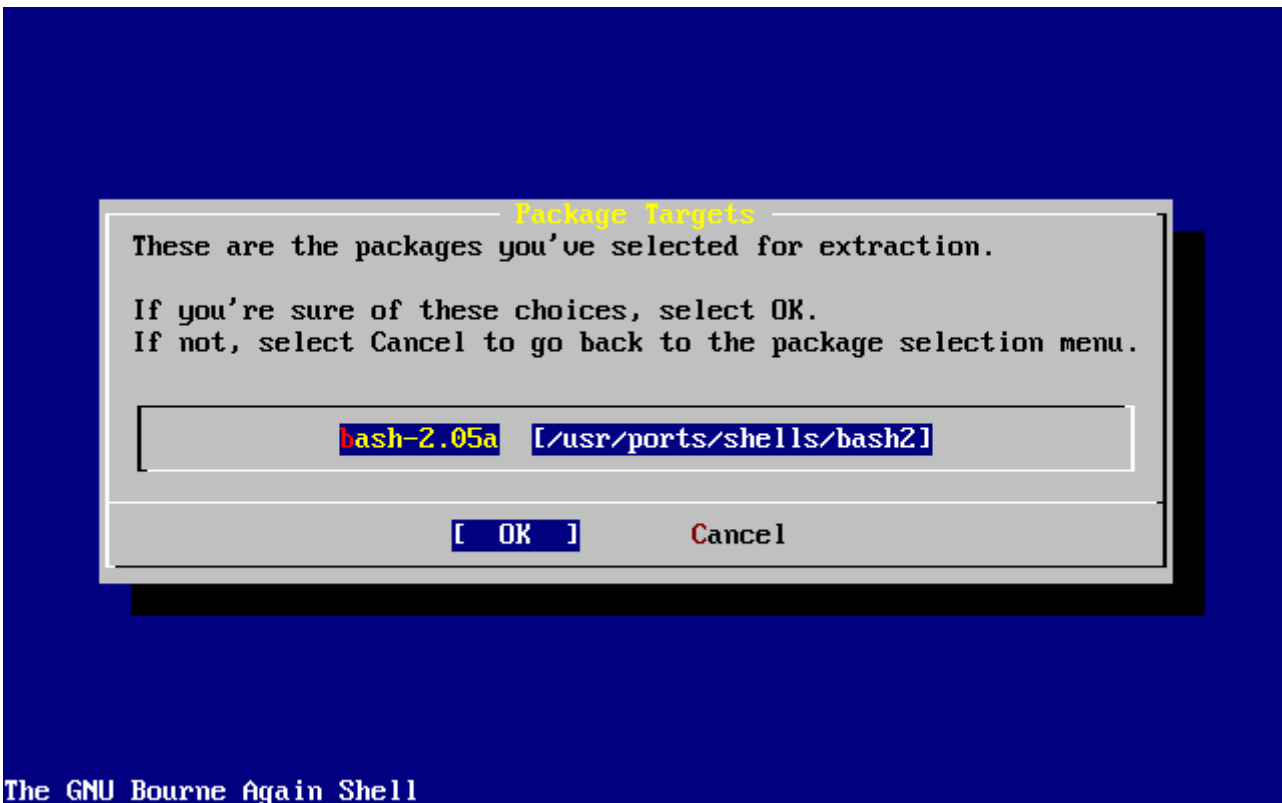 Package Targets
These are the packages you've selected for extraction.
If you're sure of these choices, select OK.
If not, select Cancel to go back to the package selection menu.
bash-2.05a [/usr/ports/shells/bash2]
[ OK ] Cancel
The GNU Bourne Again Shell